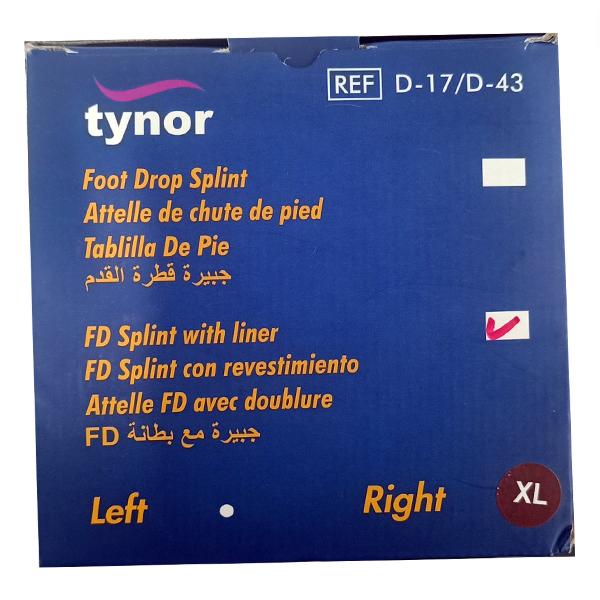 tynor
REF D-17/D-43
Foot Drop Splint
Attelle de chute de pied
Tablilla De Pie
جبيرة قطرة القدم
FD Splint with liner
FD Splint con revestimiento
Attelle FD avec doublure
جبيرة مع بطانة FD
Left Right XL